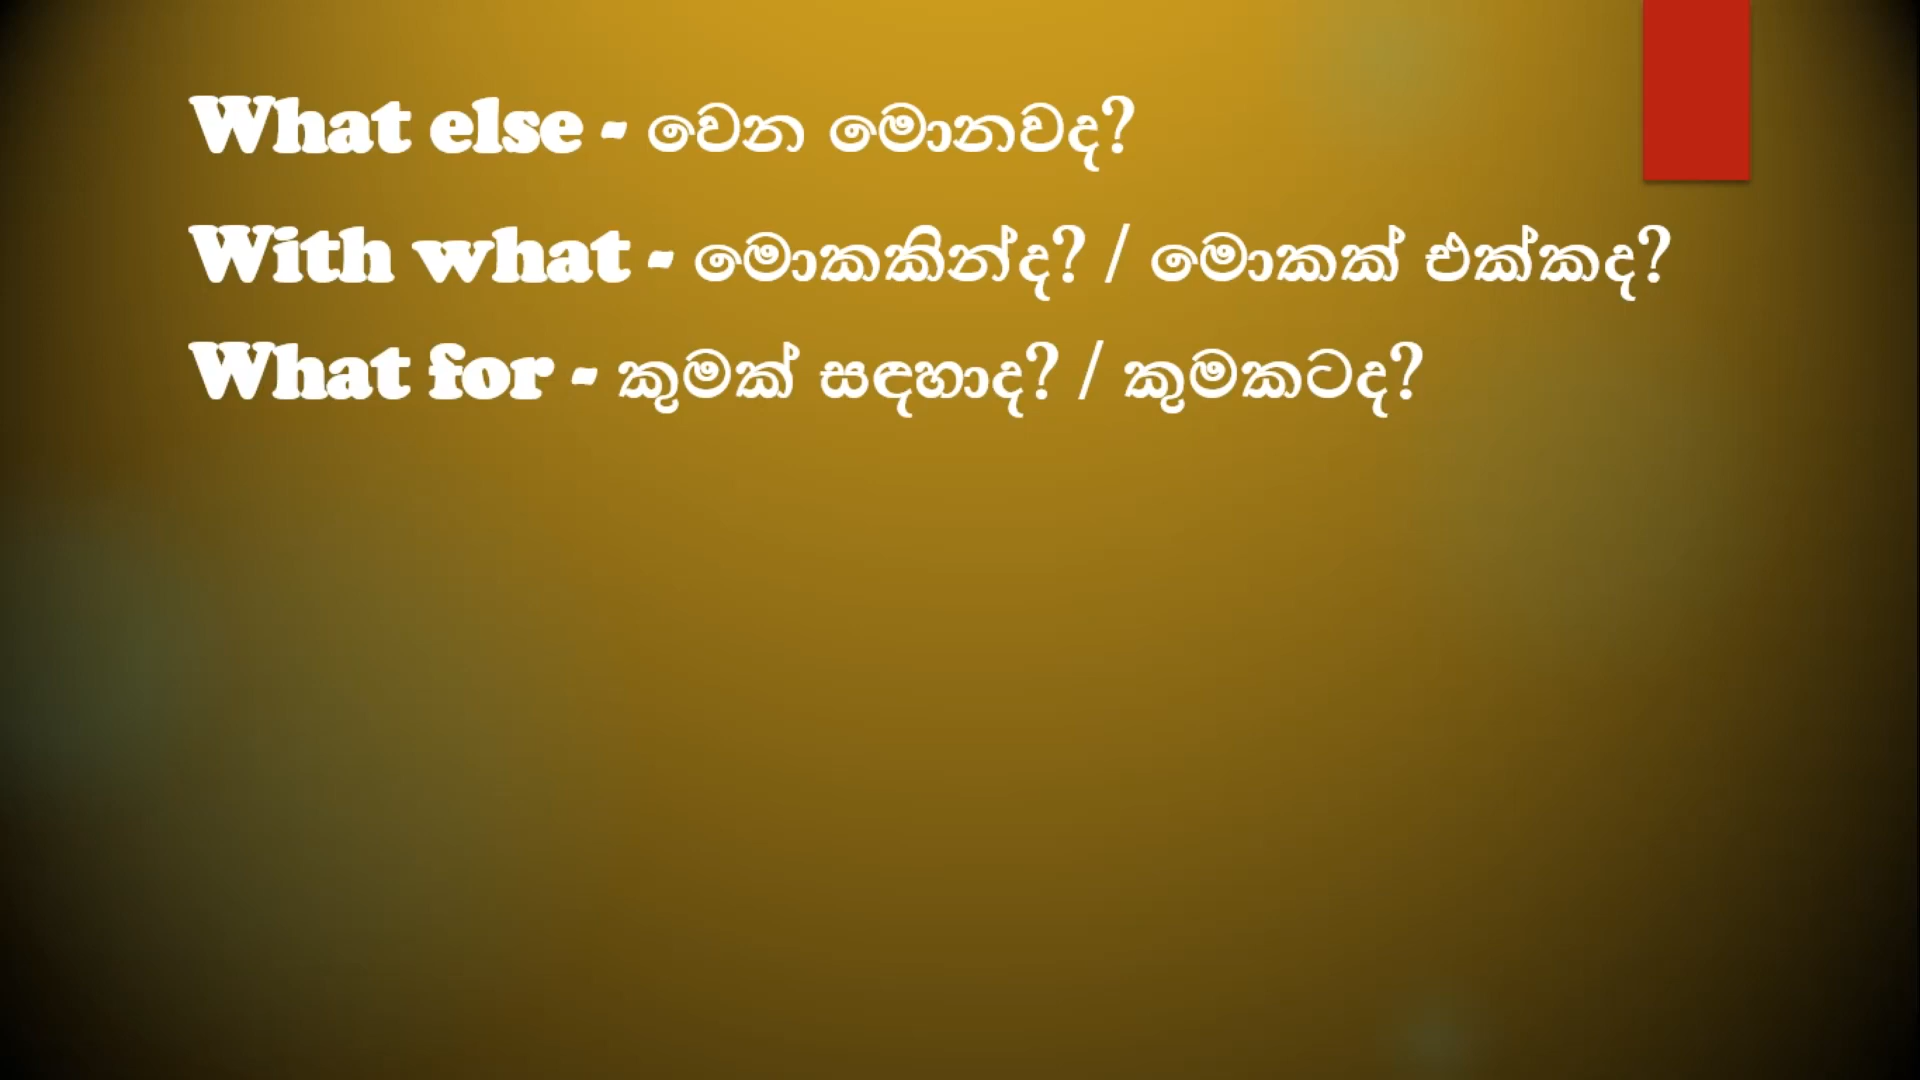 What else - වෙන මොනවද?
With what - මොකකින්ද? / මොකක් එක්කද?
What for - කුමක් සඳහාද? / කුමකටද?